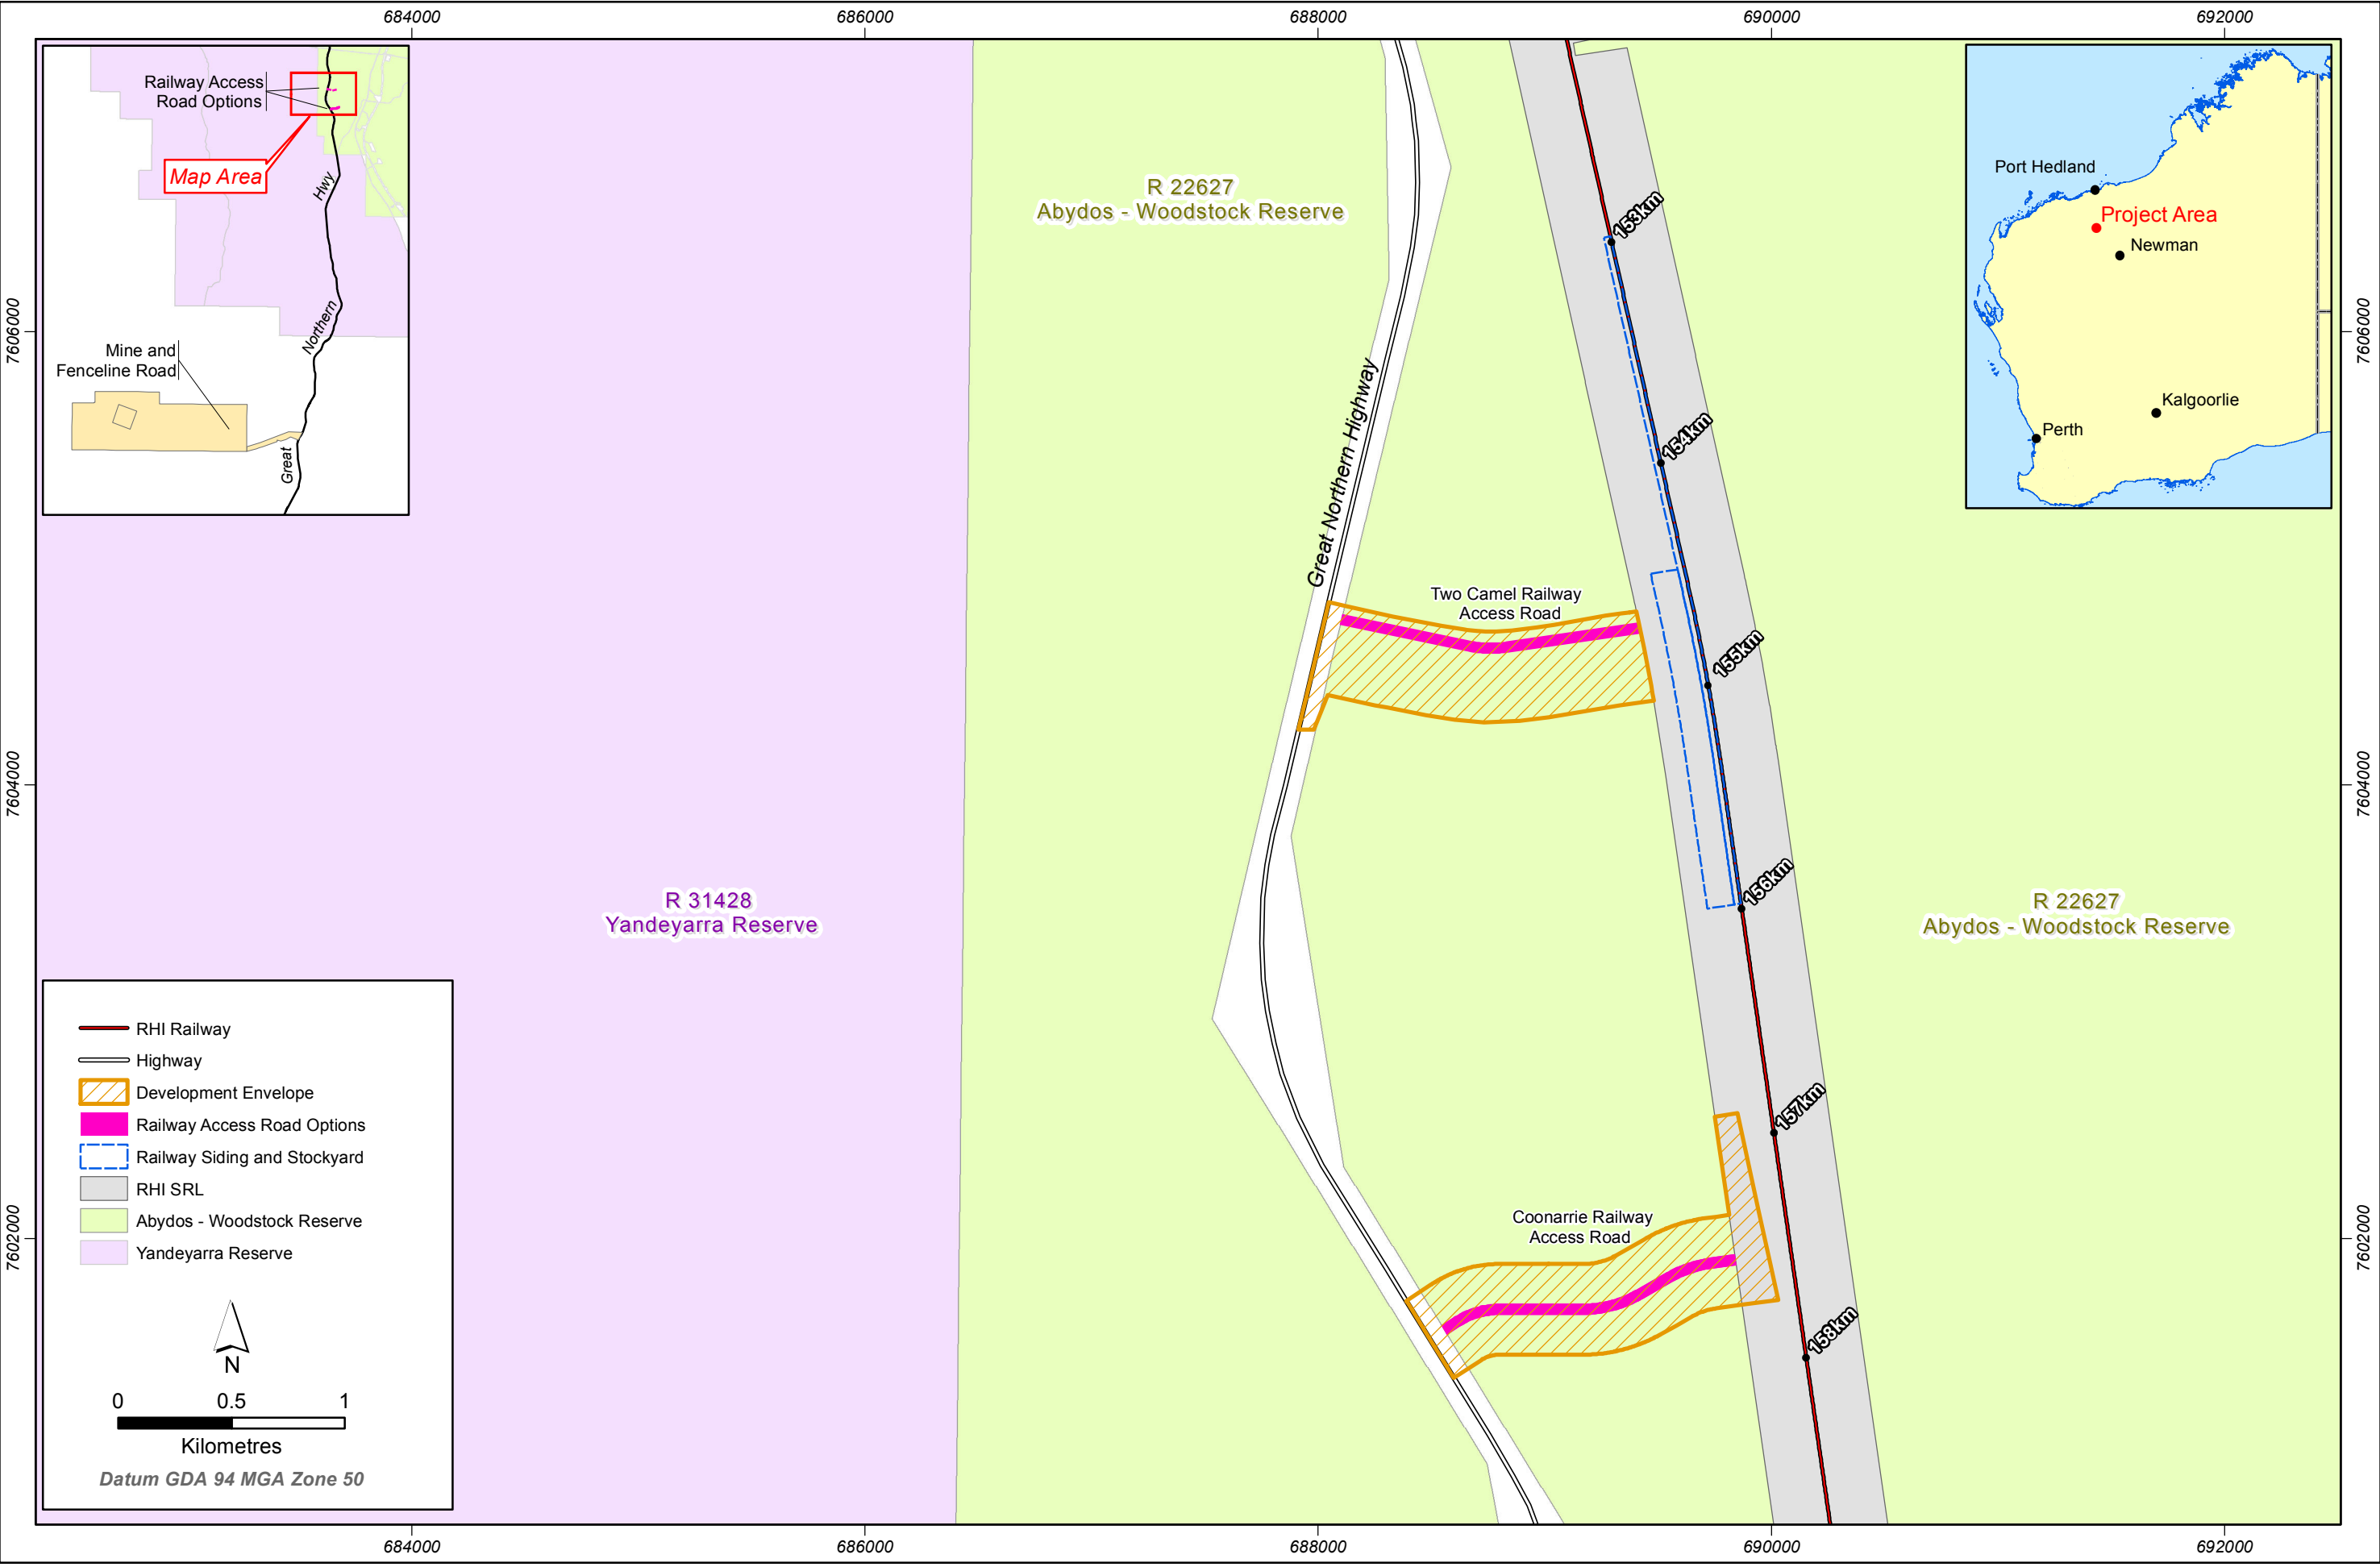 684000
686000
688000
690000
692000
Railway Access
Road Options
Map Area
Hwy
Northern
Great
Mine and
Fenceline Road
Port Hedland
Project Area
Newman
Kalgoorlie
Perth
R 22627
Abydos - Woodstock Reserve
153km
154km
155km
156km
157km
158km
7606000
7606000
Great Northern Highway
Two Camel Railway
Access Road
7604000
7604000
R 31428
Yandeyarra Reserve
R 22627
Abydos - Woodstock Reserve
Coonarrie Railway
Access Road
7602000
7602000
RHI Railway
Highway
Development Envelope
Railway Access Road Options
Railway Siding and Stockyard
RHI SRL
Abydos - Woodstock Reserve
Yandeyarra Reserve
N
0 0.5 1
Kilometres
Datum GDA 94 MGA Zone 50
684000
686000
688000
690000
692000